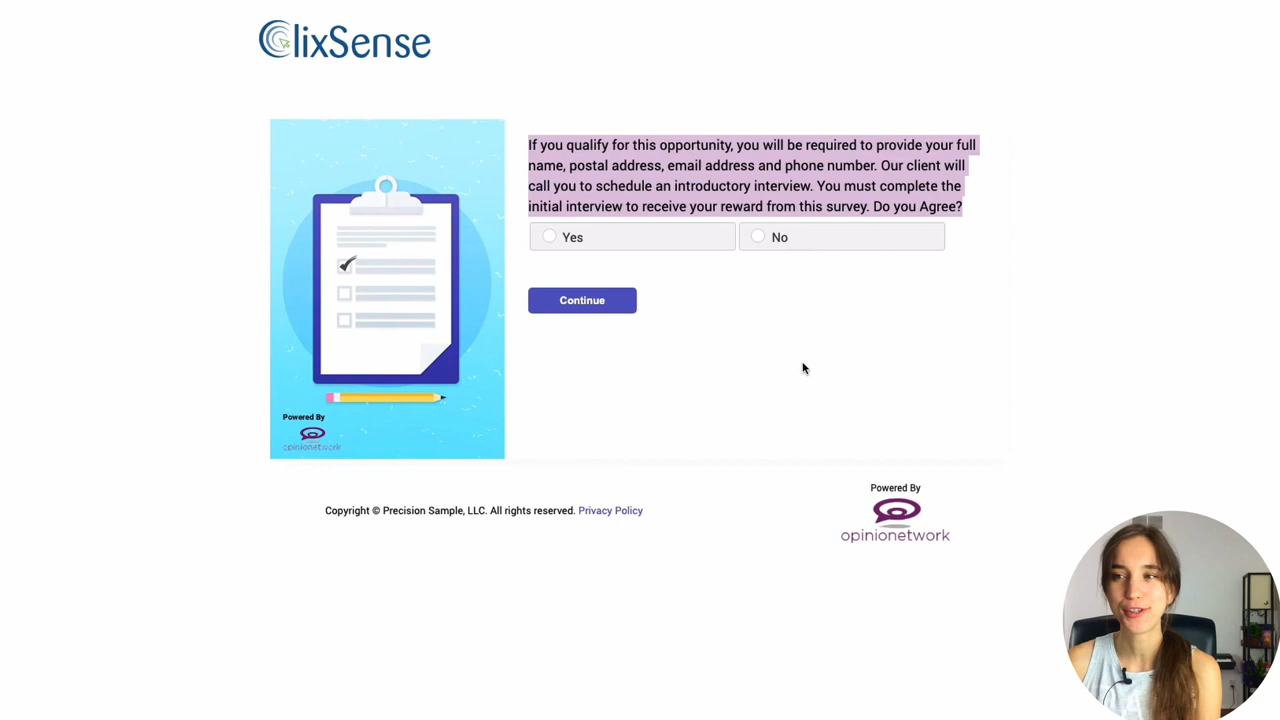 ClixSense
If you qualify for this opportunity, you will be required to provide your full
name, postal address, email address and phone number. Our client will
call you to schedule an introductory interview. You must complete the
initial interview to receive your reward from this survey. Do you Agree?
Yes
No
Continue
Powered By
opinionetwork
Copyright © Precision Sample, LLC. All rights reserved. Privacy Policy
Powered By
opinionetwork